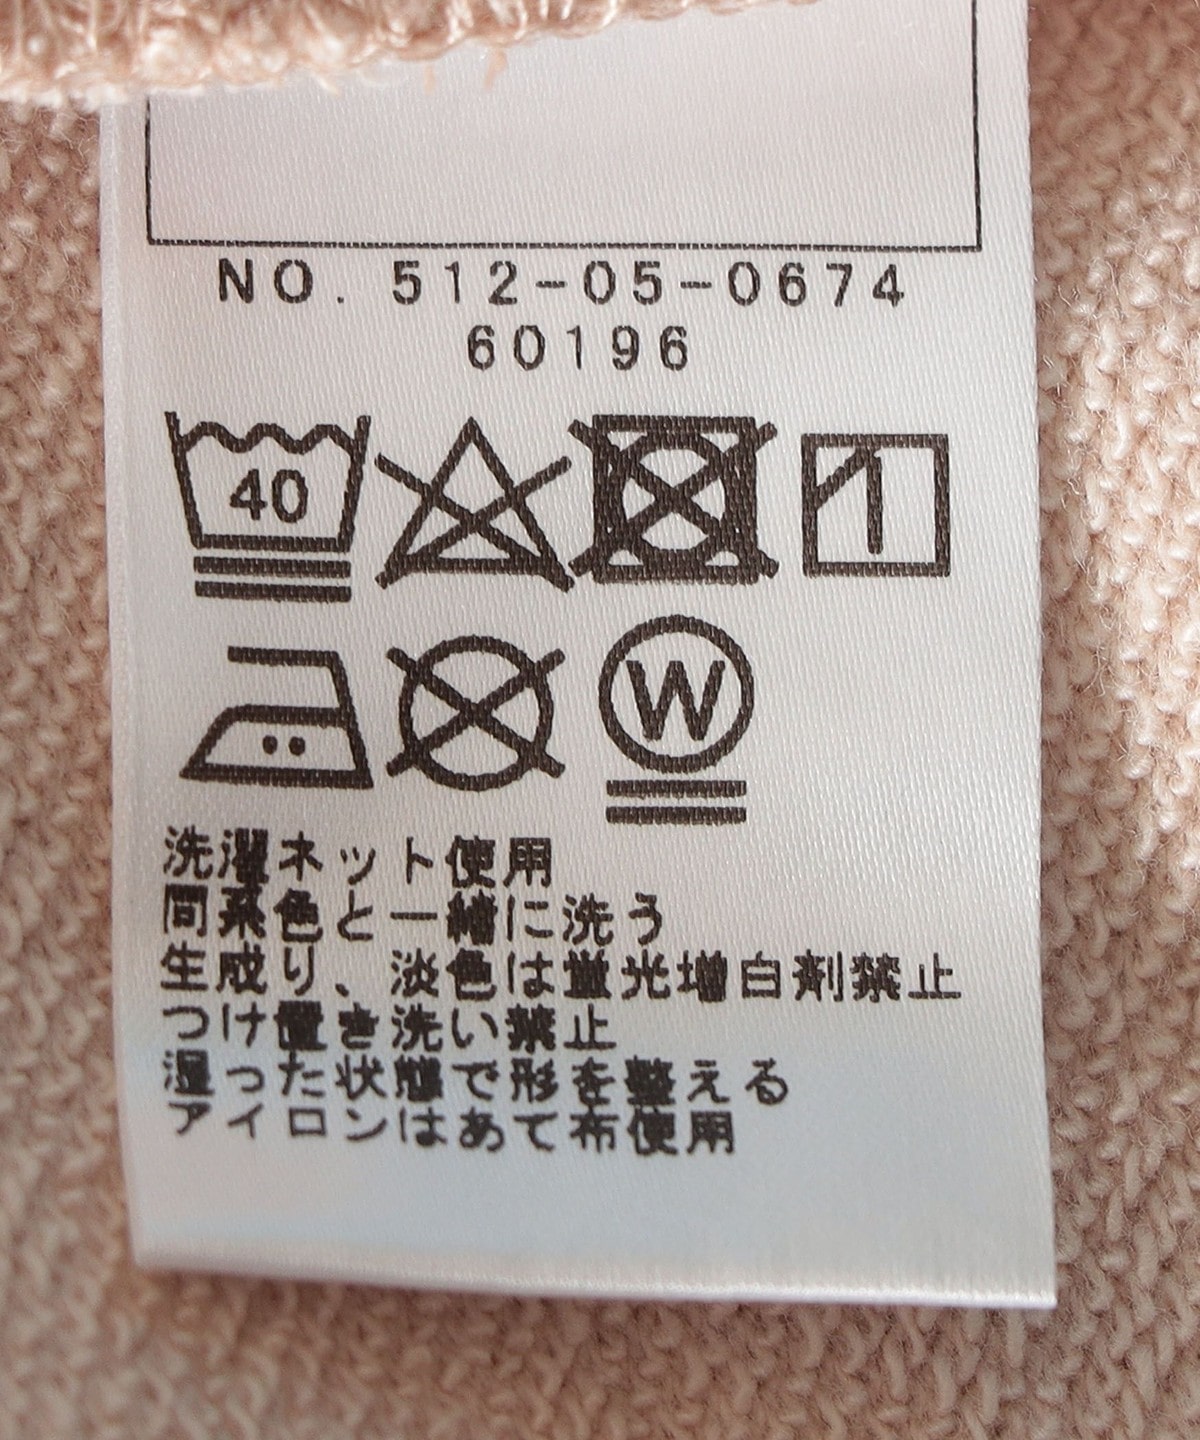 NO. 512-05-0674
60196
40
W
洗濯ネット使用
同系色と一緒に洗う
生成り、淡色は蛍光増白剤禁止
つけ置き洗い禁止
湿った状態で形を整える
アイロンはあて布使用